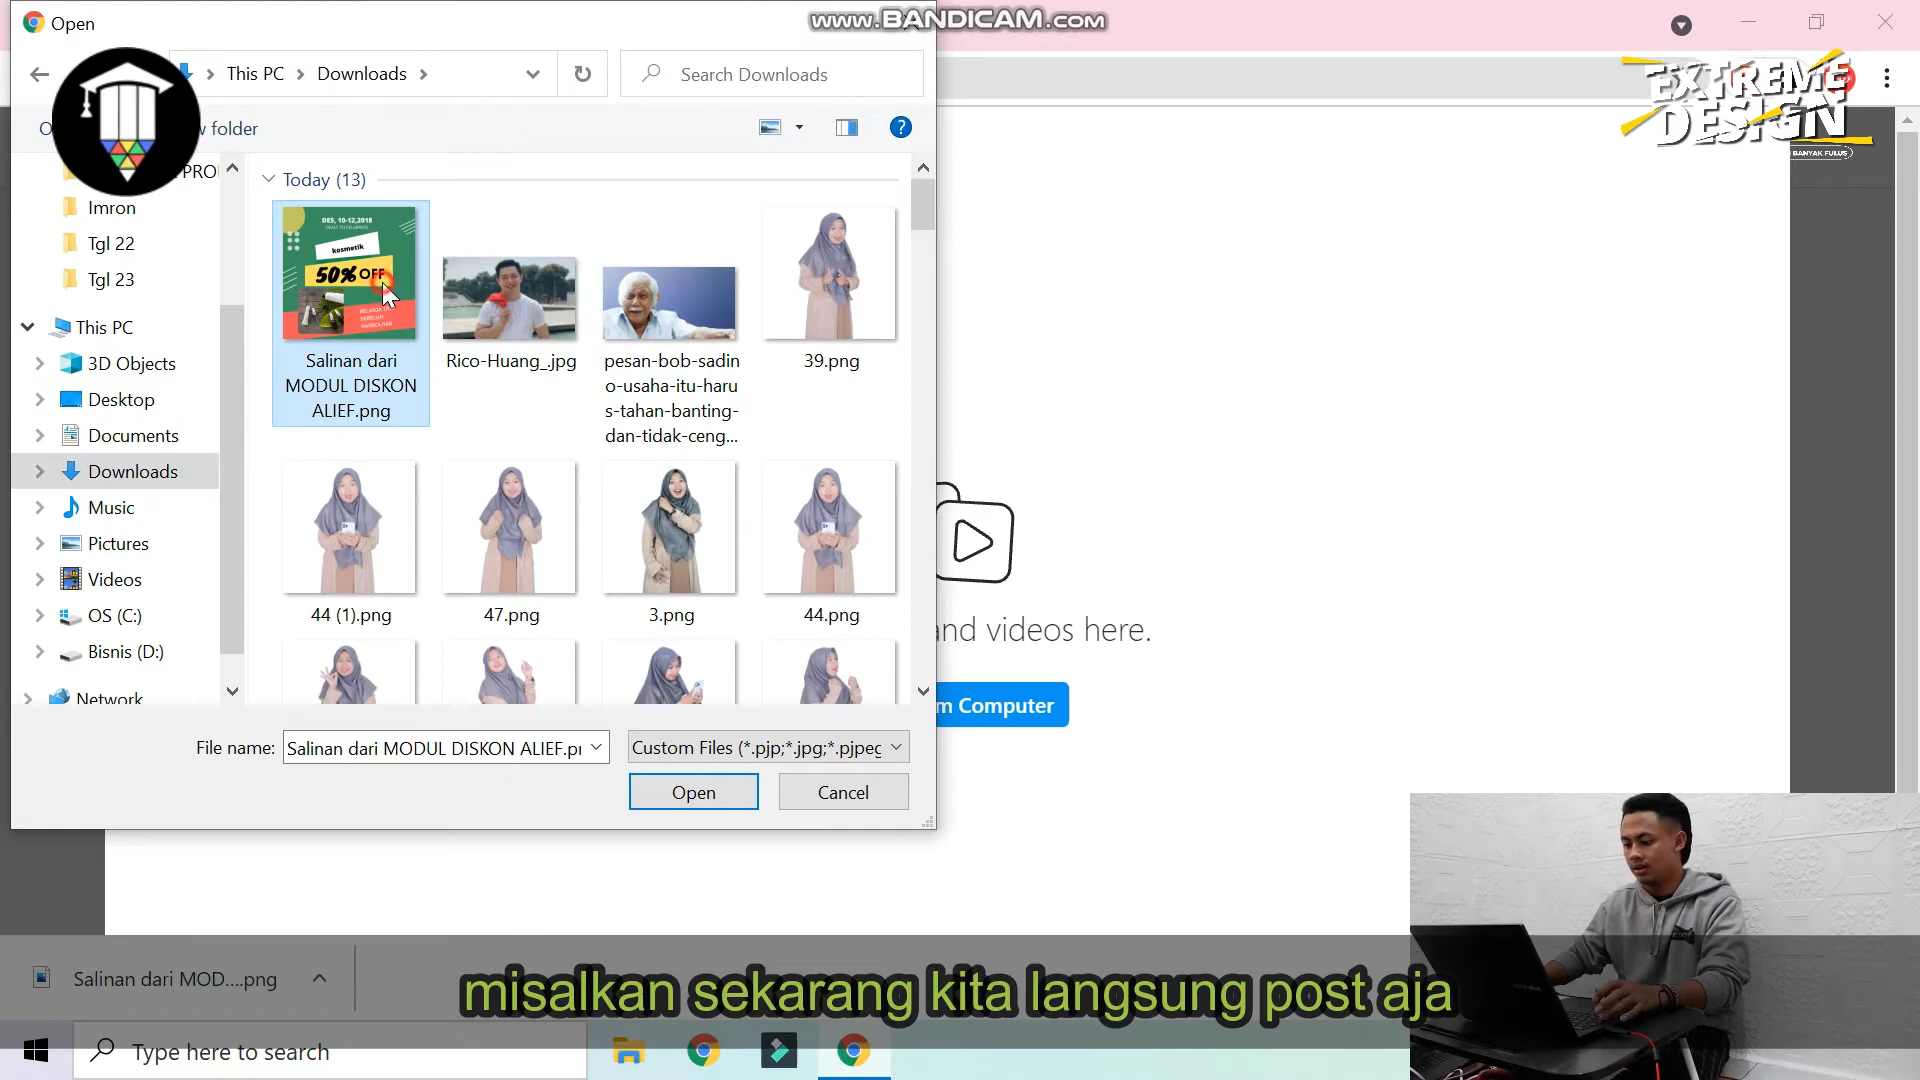 Open
www.BANDICAM.com
EXTREME
DESIGN
BANYAK FULUS
This PC
Downloads
Search Downloads
w folder
PRO
Imron
Tgl 22
Tgl 23
This PC
3D Objects
Desktop
Documents
Downloads
Music
Pictures
Videos
OS (C:)
Bisnis (D:)
Network
Today (13)
DES, 10-12,2018
kosmetik
50% OFF
Salinan dari
MODUL DISKON
ALIEF.png
Rico-Huang_.jpg
pesan-bob-sadin
o-usaha-itu-haru
s-tahan-banting-
dan-tidak-ceng...
39.png
44 (1).png
47.png
3.png
44.png
and videos here.
m Computer
File name:
Salinan dari MODUL DISKON ALIEF.pr
Custom Files (*.pjp;*.jpg;*.pjpeg
Open
Cancel
Salinan dari MOD....png
misalkan sekarang kita langsung post aja
Type here to search